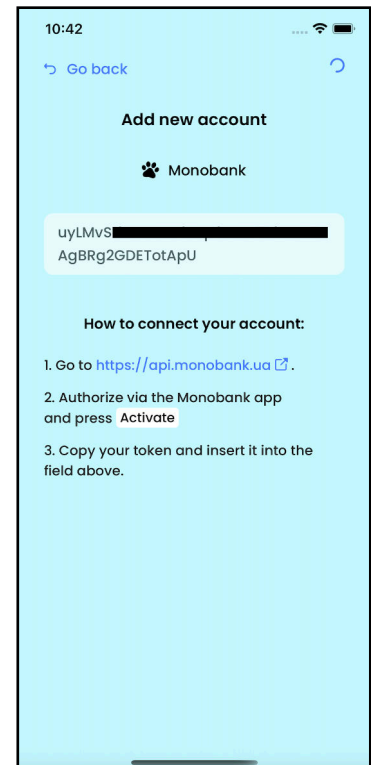 10:42
Go back
Add new account
Monobank
uyLMvS
AgBRg2GDETotApU
How to connect your account:
1. Go to https://api.monobank.ua .
2. Authorize via the Monobank app
and press Activate
3. Copy your token and insert it into the
field above.